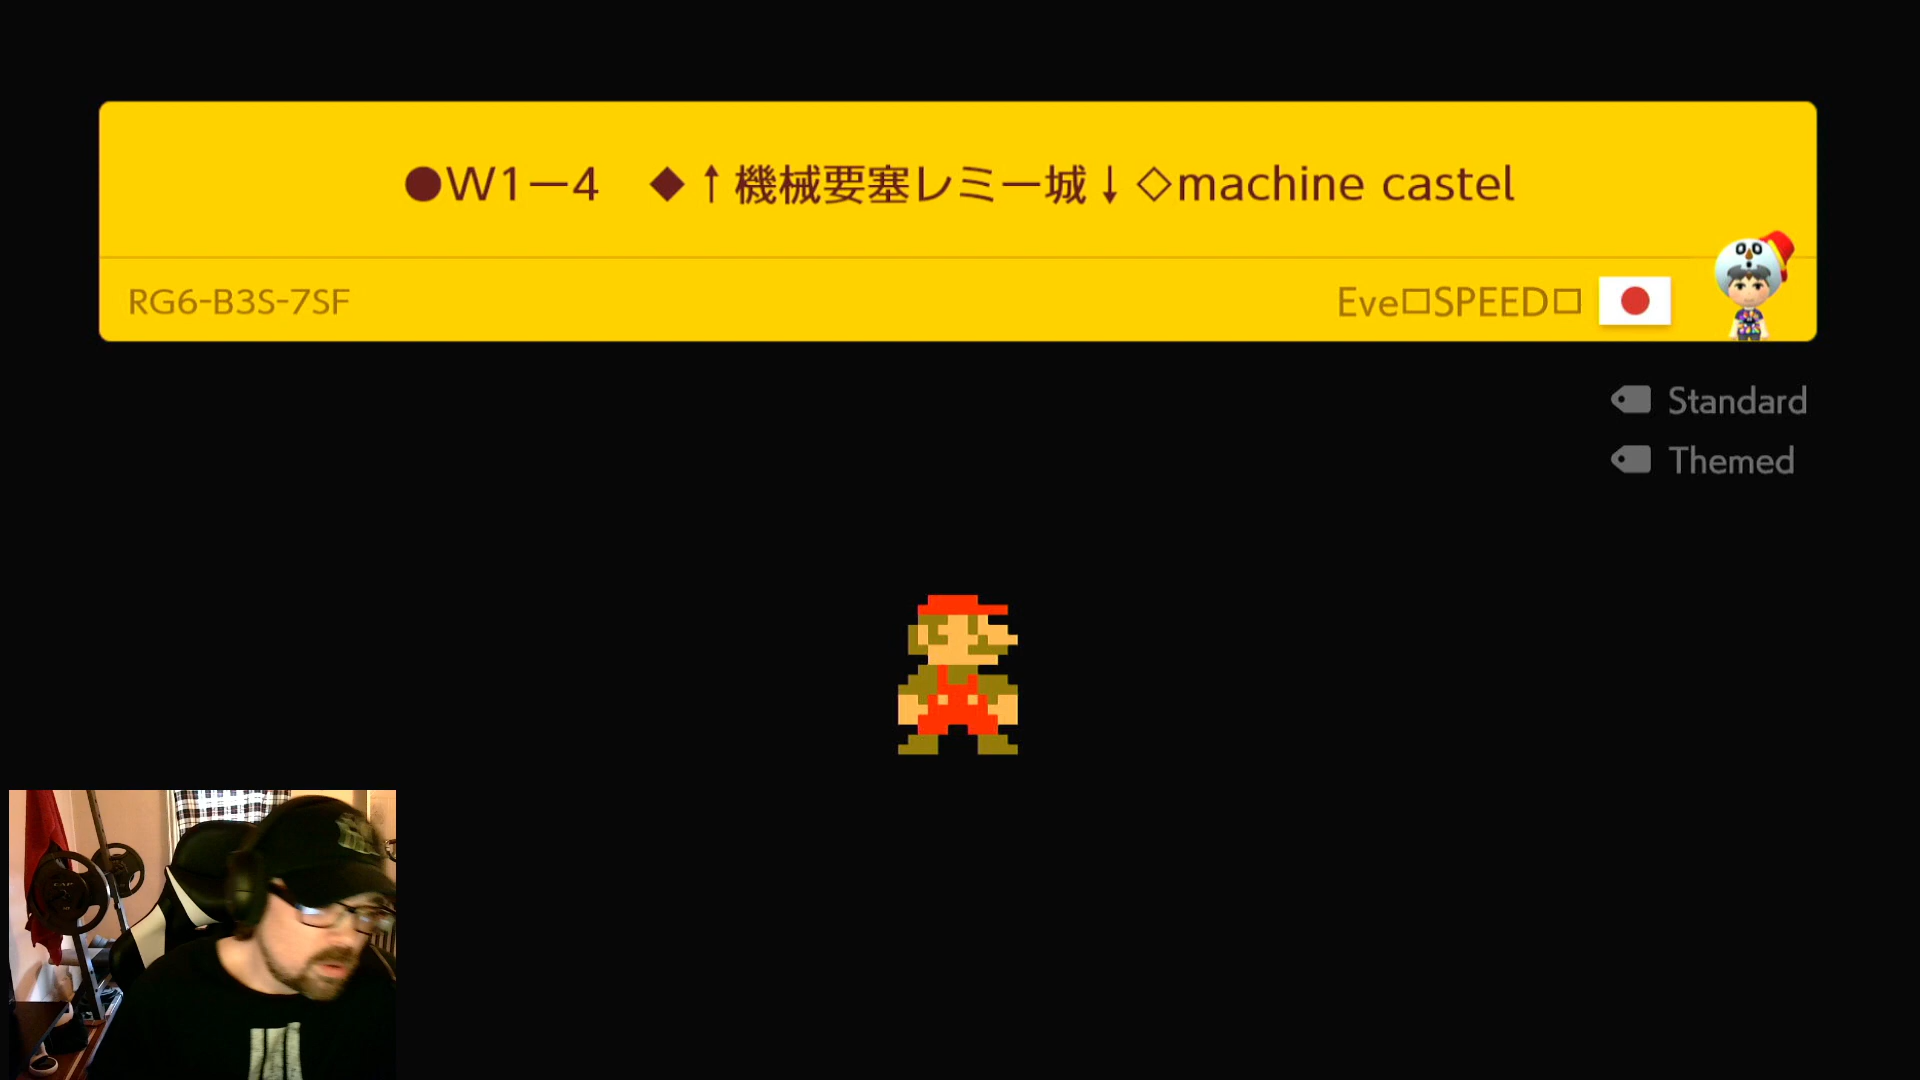 ●W1ー4　◆↑機械要塞レミー城↓◇machine castel
RG6-B3S-7SF
Eve□SPEED□
Standard
Themed
CAP